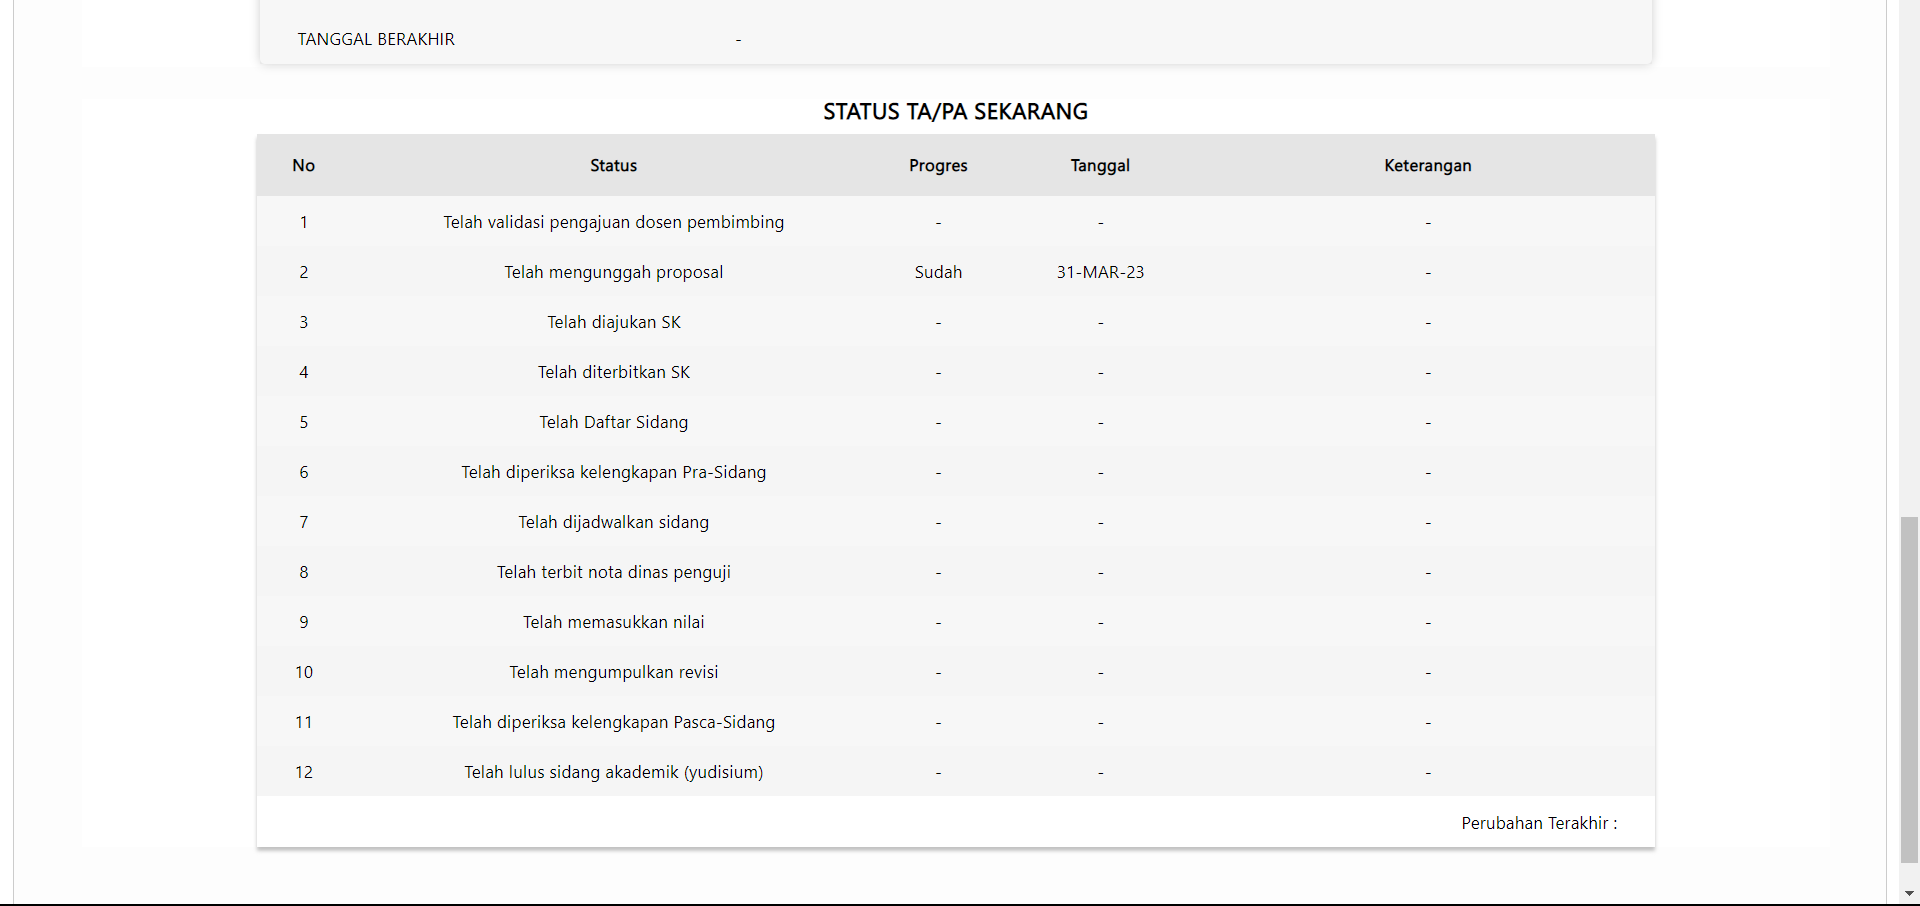 TANGGAL BERAKHIR -
STATUS TA/PA SEKARANG
No Status Progres Tanggal Keterangan
1 Telah validasi pengajuan dosen pembimbing - - -
2 Telah mengunggah proposal Sudah 31-MAR-23 -
3 Telah diajukan SK - - -
4 Telah diterbitkan SK - - -
5 Telah Daftar Sidang - - -
6 Telah diperiksa kelengkapan Pra-Sidang - - -
7 Telah dijadwalkan sidang - - -
8 Telah terbit nota dinas penguji - - -
9 Telah memasukkan nilai - - -
10 Telah mengumpulkan revisi - - -
11 Telah diperiksa kelengkapan Pasca-Sidang - - -
12 Telah lulus sidang akademik (yudisium) - - -
Perubahan Terakhir :